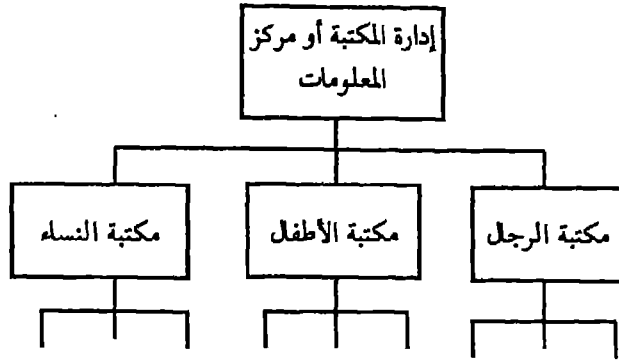 إدارة المكتبة أو مركز
المعلومات
مكتبة الرجال
مكتبة الأطفال
مكتبة النساء